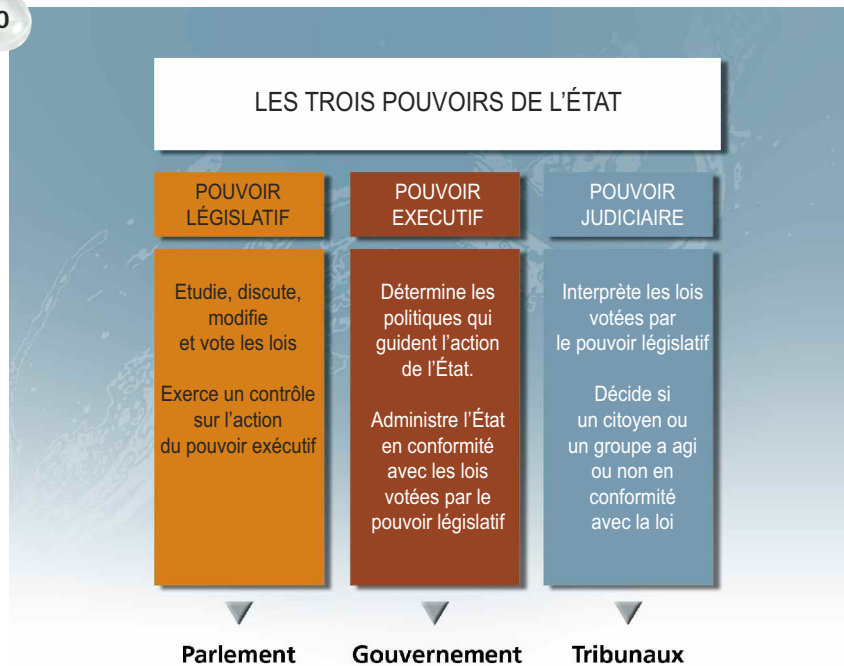 0
LES TROIS POUVOIRS DE L'ÉTAT
POUVOIR
LÉGISLATIF
Etudie, discute,
modifie
et vote les lois
Exerce un contrôle
sur l'action
du pouvoir exécutif
Parlement
POUVOIR
EXECUTIF
Détermine les
politiques qui
guident l'action
de l'État.
Administre l'État
en conformité
avec les lois
votées par le
pouvoir législatif
Gouvernement
POUVOIR
JUDICIAIRE
Interprète les lois
votées par
le pouvoir législatif
Décide si
un citoyen ou
un groupe a agi
ou non en
conformité
avec la loi
Tribunaux